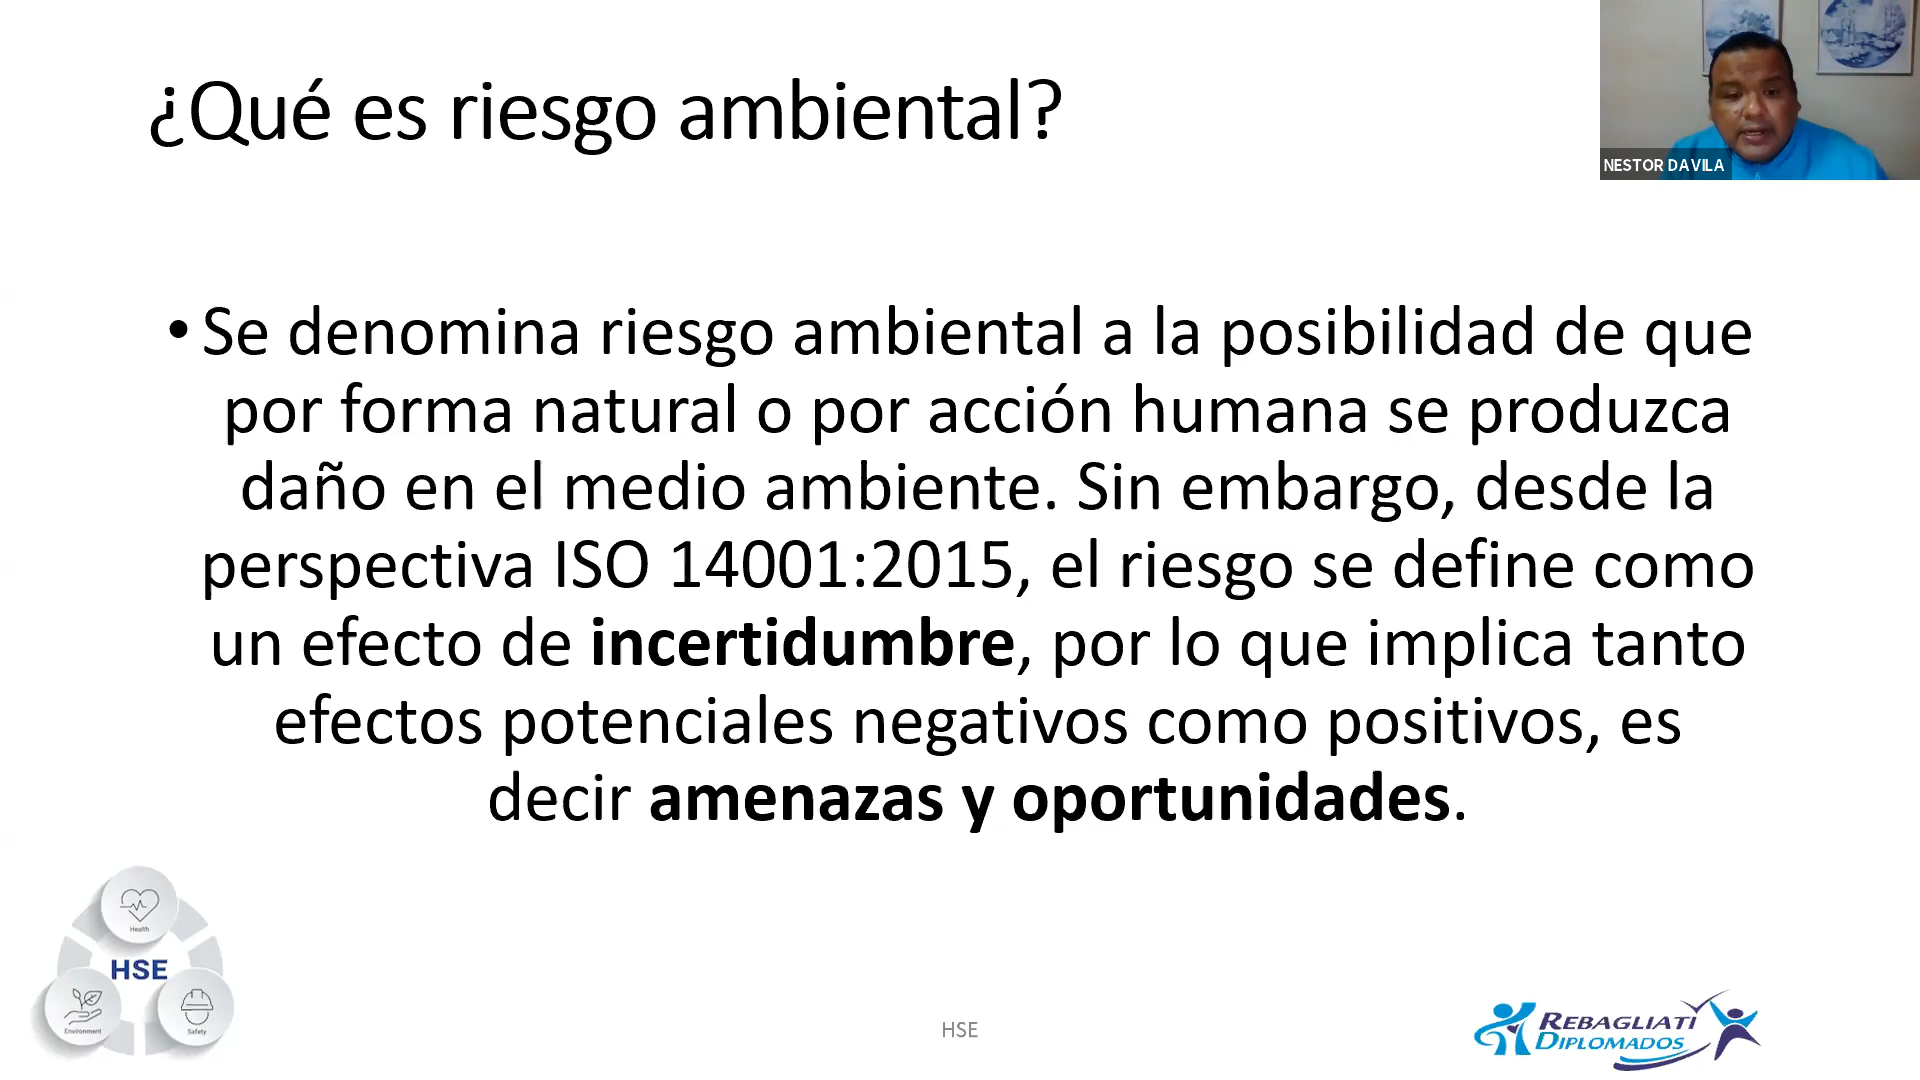 ¿Qué es riesgo ambiental?
NESTOR DAVILA
• Se denomina riesgo ambiental a la posibilidad de que
por forma natural o por acción humana se produzca
daño en el medio ambiente. Sin embargo, desde la
perspectiva ISO 14001:2015, el riesgo se define como
un efecto de incertidumbre, por lo que implica tanto
efectos potenciales negativos como positivos, es
decir amenazas y oportunidades.
Health
HSE
Environment
Safety
HSE
REBAGLIATI
DIPLOMADOS